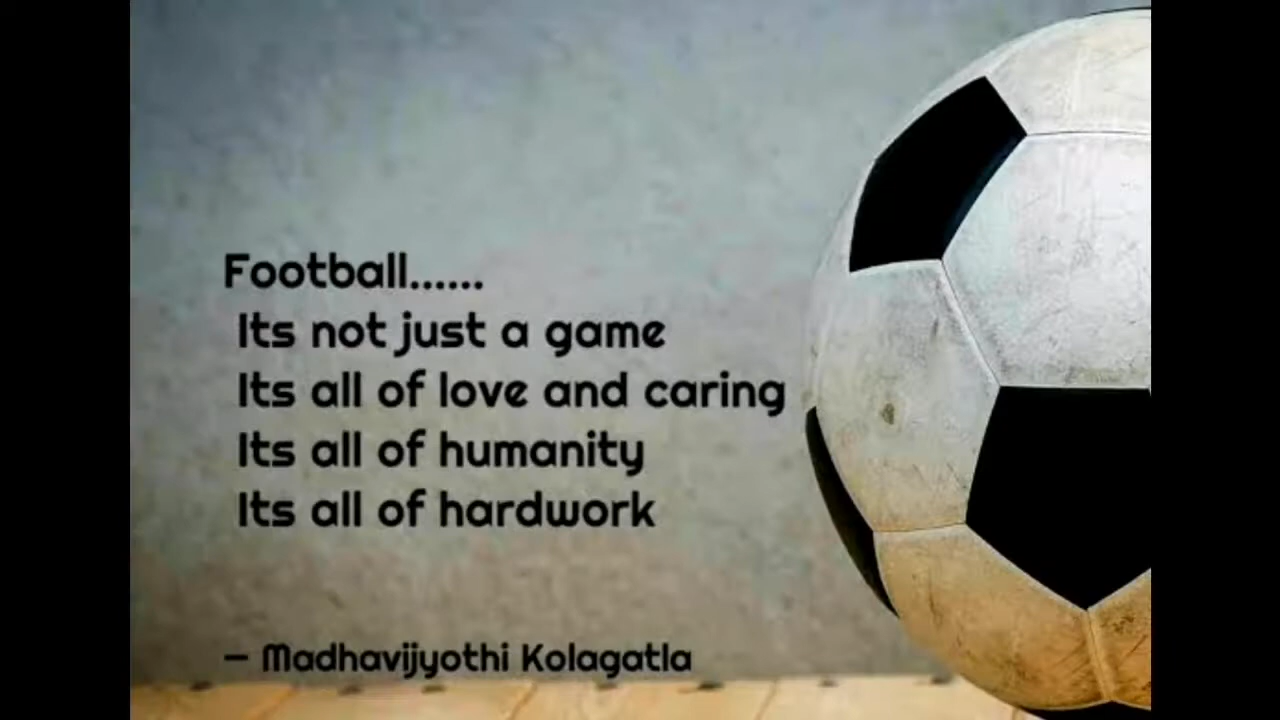 Football......
Its not just a game
Its all of love and caring
Its all of humanity
Its all of hardwork
– Madhavijyothi Kolagatla